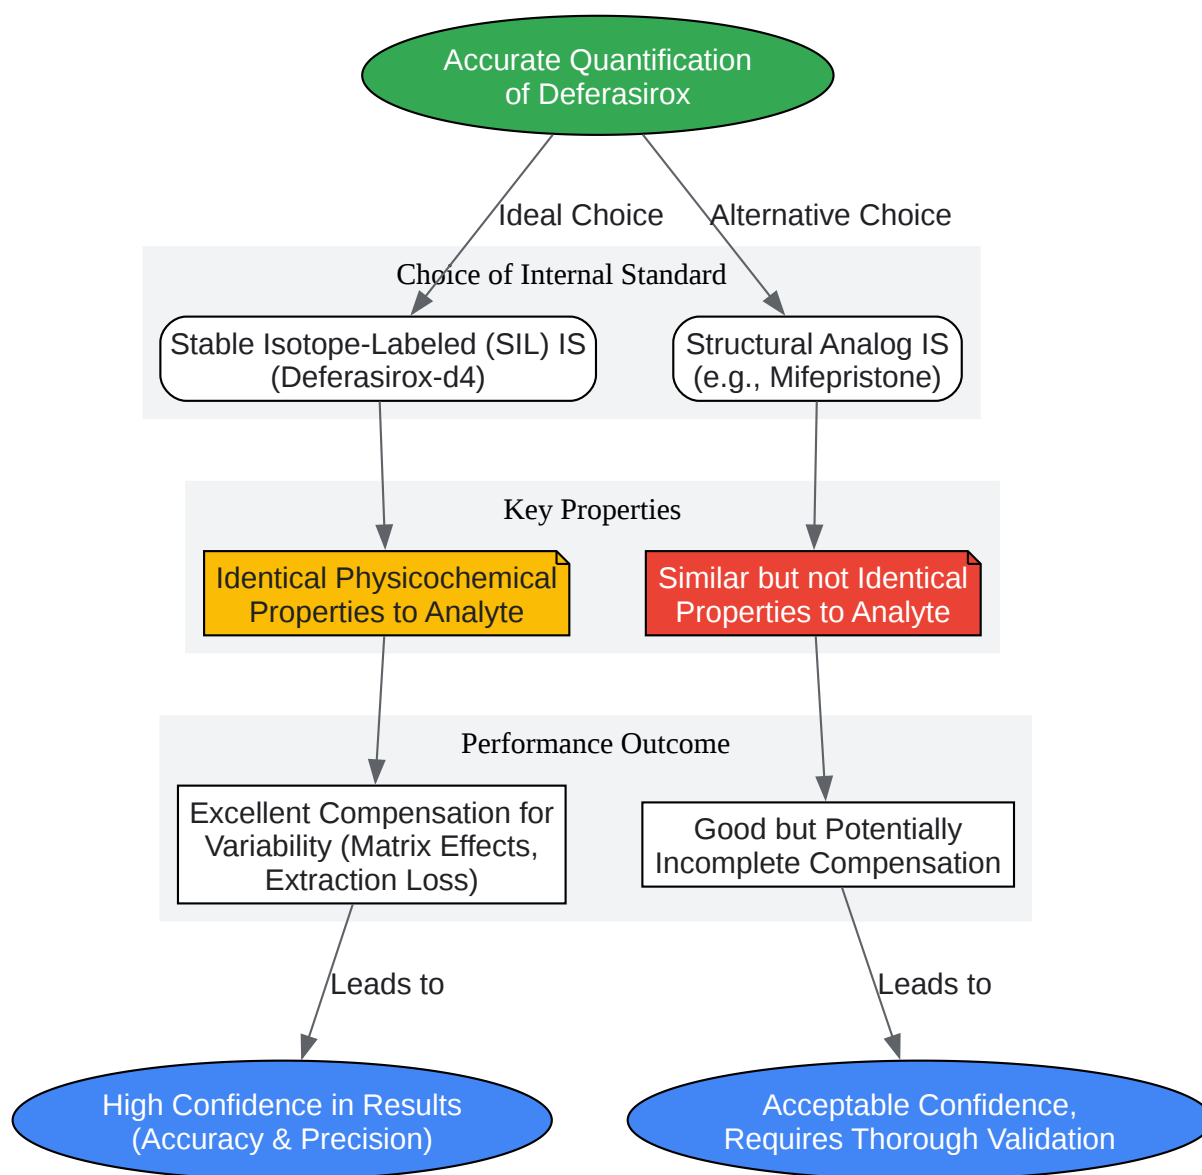 Accurate Quantification
of Deferasirox
Ideal Choice
Alternative Choice
Choice of Internal Standard
Stable Isotope-Labeled (SIL) IS
(Deferasirox-d4)
Structural Analog IS
(e.g., Mifepristone)
Key Properties
Identical Physicochemical
Properties to Analyte
Similar but not Identical
Properties to Analyte
Performance Outcome
Excellent Compensation for
Variability (Matrix Effects,
Extraction Loss)
Good but Potentially
Incomplete Compensation
Leads to
Leads to
High Confidence in Results
(Accuracy & Precision)
Acceptable Confidence,
Requires Thorough Validation